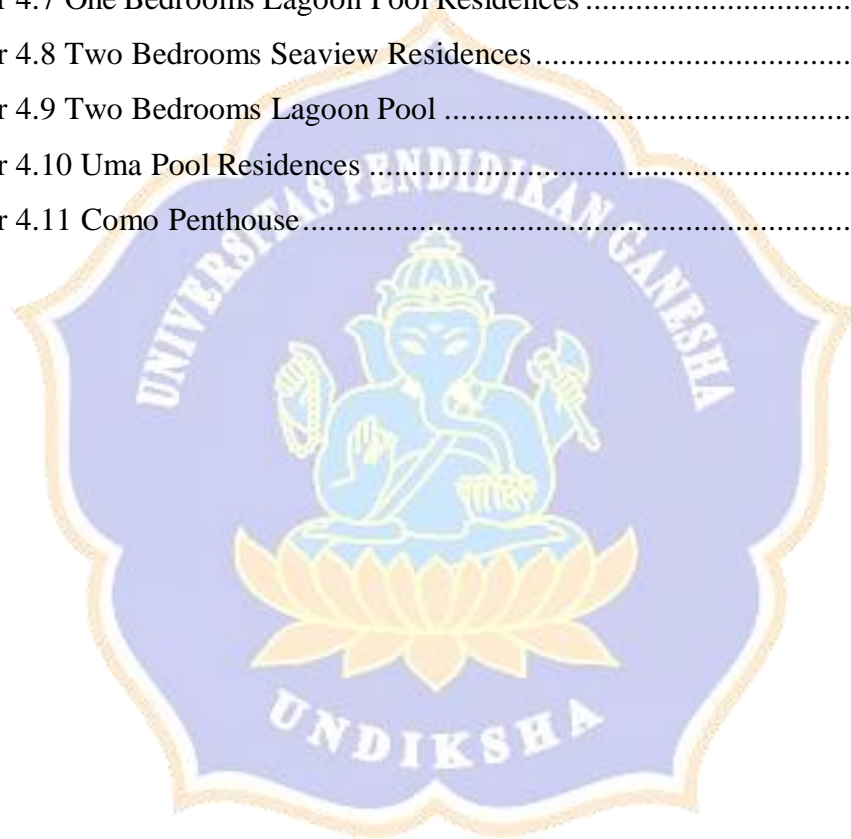 r 4.7 One Bedrooms Lagoon Pool Residences ....................................
r 4.8 Two Bedrooms Seaview Residences ..........................................
r 4.9 Two Bedrooms Lagoon Pool .....................................................
r 4.10 Uma Pool Residences ..............................................................
r 4.11 Como Penthouse ......................................................................
UNIVERSITAS PENDIDIKAN GANESHA
UNDIKSHA